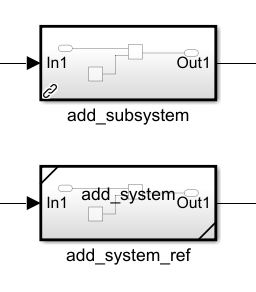 In1 Out1
add_subsystem
In1 add_system Out1
add_system_ref